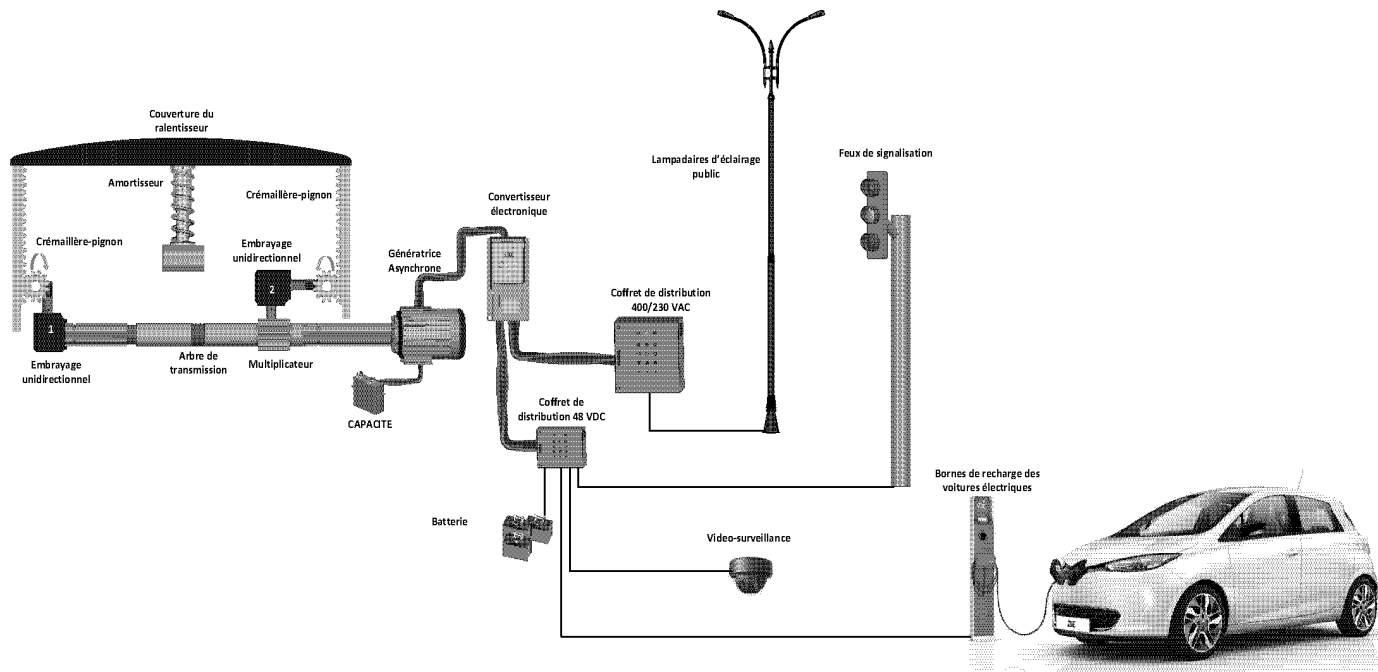 Couverture du
ralentisseur
Amortisseur
Crémaillère-pignon
Crémaillère-pignon
Embrayage
unidirectionnel
2
1
Embrayage
unidirectionnel
Arbre de
transmission
Multiplicateur
Génératrice
Asynchrone
CAPACITE
Convertisseur
électronique
Coffret de distribution
400/230 VAC
Coffret de
distribution 48 VDC
Lampadaires d'éclairage
public
Feux de signalisation
Batterie
Video-surveillance
Bornes de recharge des
voitures électriques
ZOE